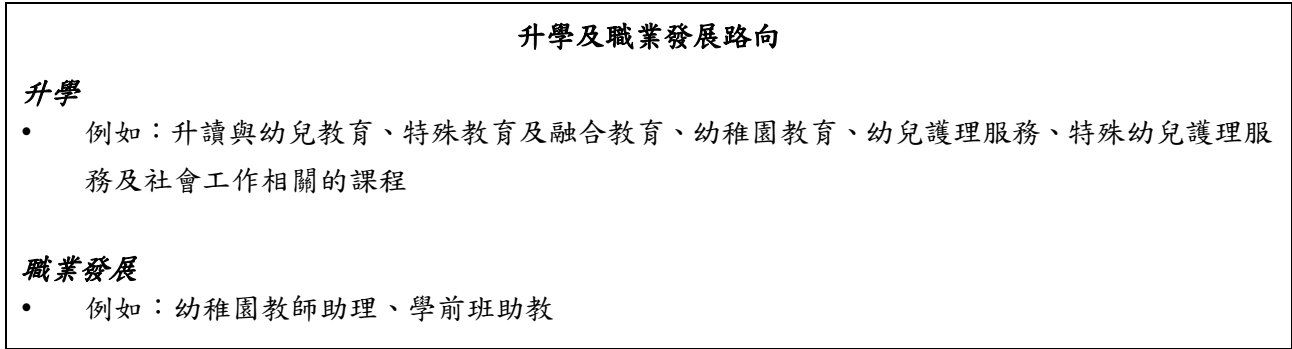 升學及職業發展路向
升學
• 例如：升讀與幼兒教育、特殊教育及融合教育、幼稚園教育、幼兒護理服務、特殊幼兒護理服
務及社會工作相關的課程
職業發展
• 例如：幼稚園教師助理、學前班助教